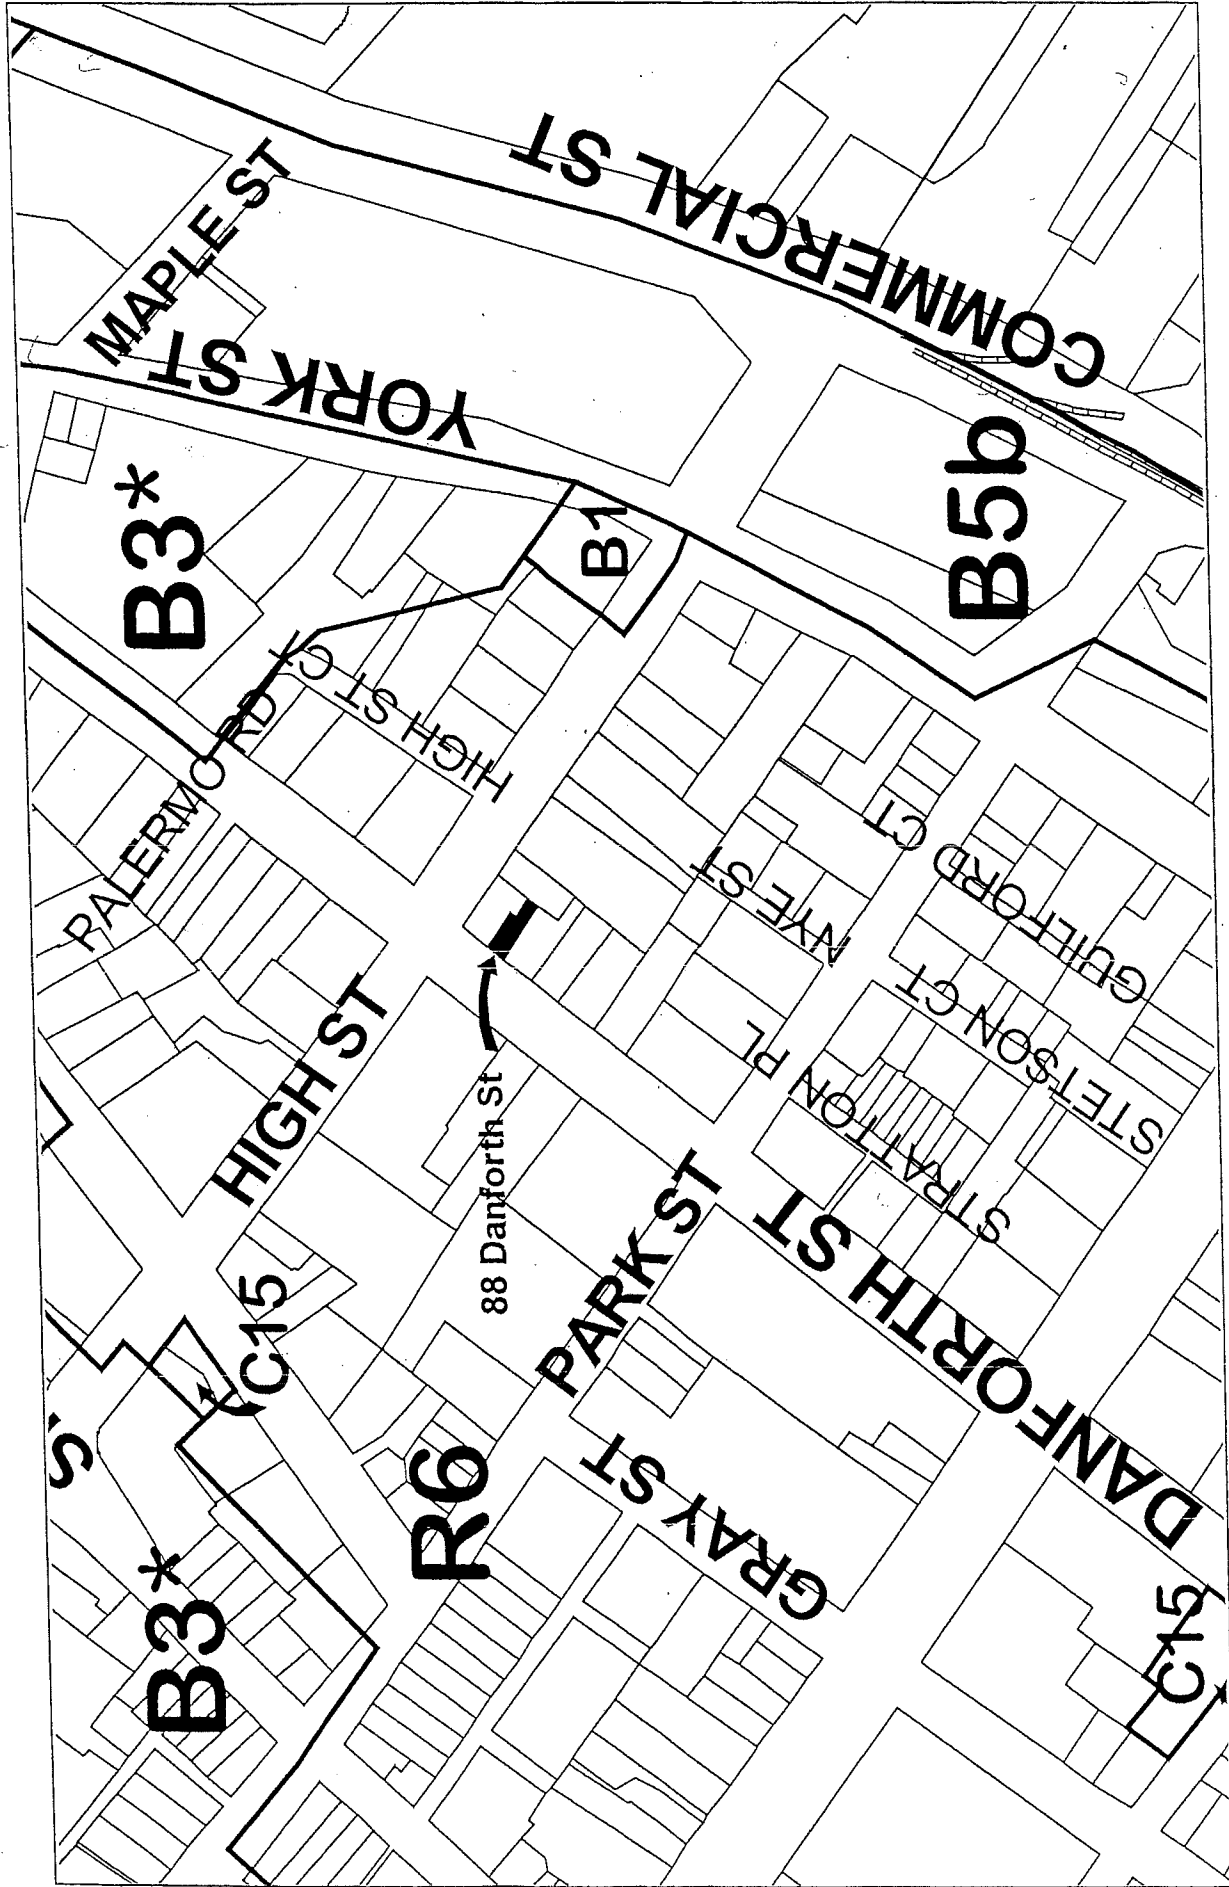 MAPLE ST
COMMERCIAL ST
YORK ST
B3*
B1
B5b
HIGH ST CT
PALERMO RD
NYE ST
GUILFORD CT
HIGH ST
88 Danforth St
STETSON CT
STRATTON PL
PARK ST
DANFORTH ST
C15
R6
GRAY ST
B3*
C15